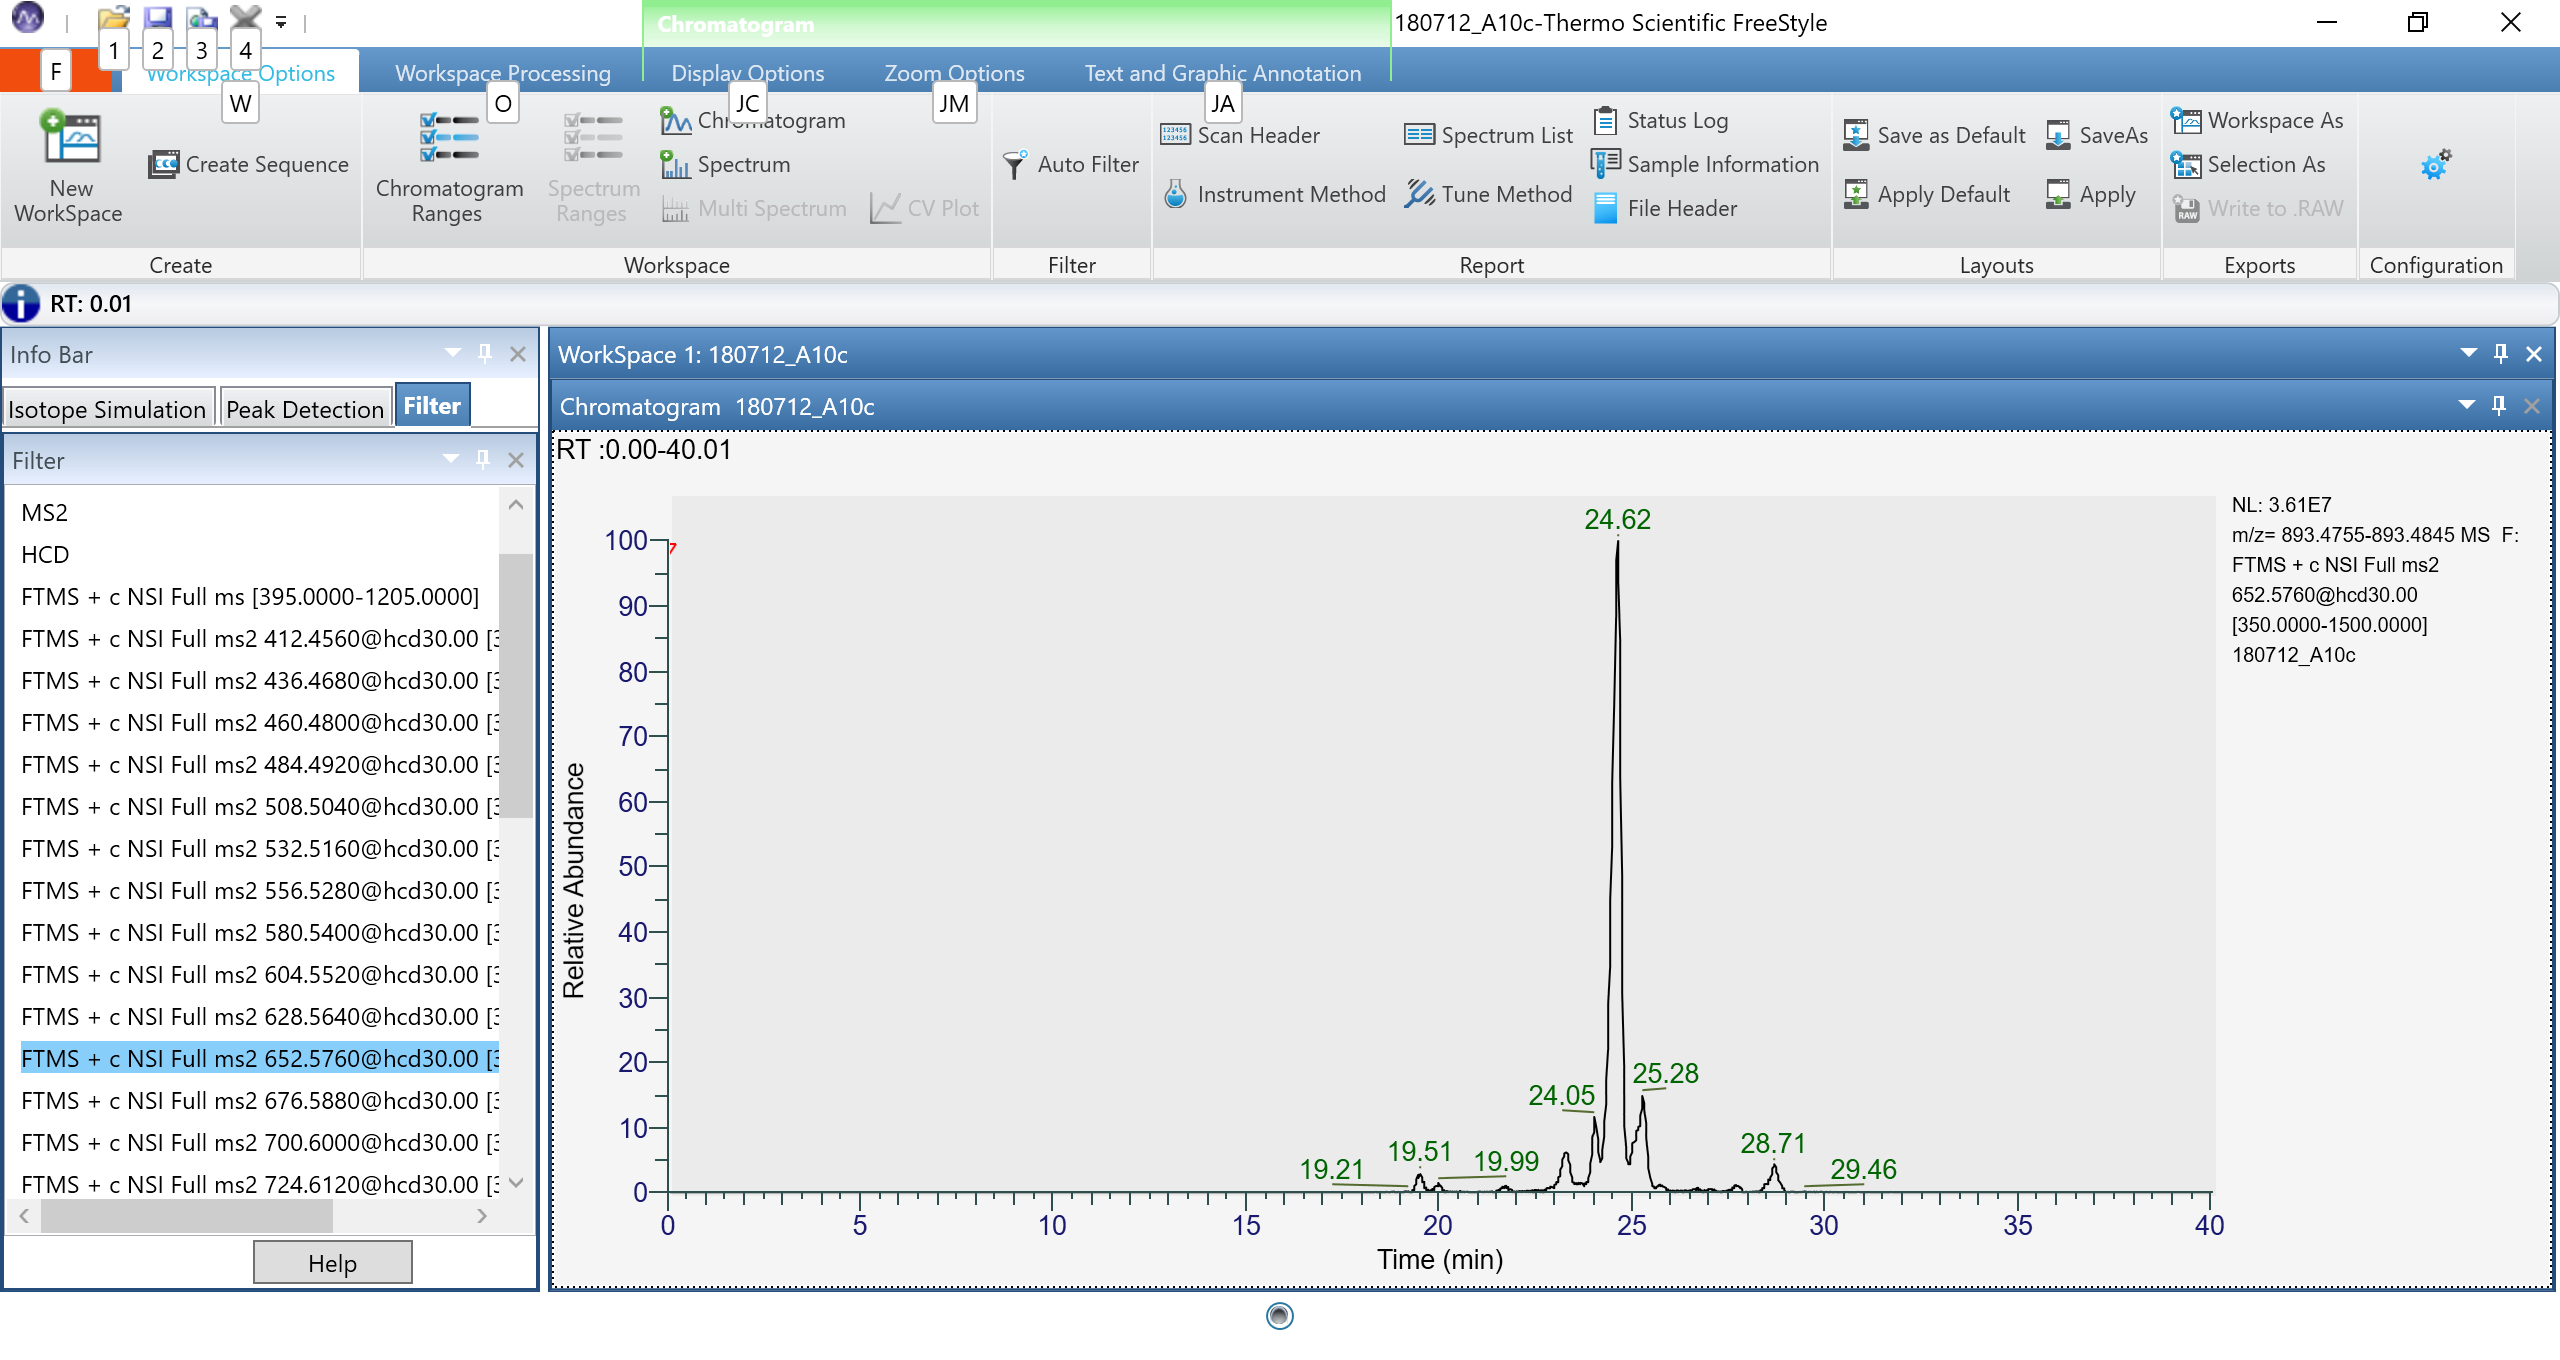 Chromatogram
180712_A10c-Thermo Scientific FreeStyle
1 2 3 4
F Workspace Options Workspace Processing Display Options Zoom Options Text and Graphic Annotation
W O JC JM JA
New WorkSpace
Create Sequence
Create
Chromatogram Ranges
Spectrum Ranges
Chromatogram
Spectrum
Multi Spectrum
CV Plot
Workspace
Auto Filter
Filter
Scan Header
Instrument Method
Spectrum List
Tune Method
Status Log
Sample Information
File Header
Report
Save as Default
Apply Default
SaveAs
Apply
Layouts
Workspace As
Selection As
Write to .RAW
Exports
Configuration
RT: 0.01
Info Bar
Isotope Simulation Peak Detection Filter
Filter
MS2
HCD
FTMS + c NSI Full ms [395.0000-1205.0000]
FTMS + c NSI Full ms2 412.4560@hcd30.00 [3
FTMS + c NSI Full ms2 436.4680@hcd30.00 [3
FTMS + c NSI Full ms2 460.4800@hcd30.00 [3
FTMS + c NSI Full ms2 484.4920@hcd30.00 [3
FTMS + c NSI Full ms2 508.5040@hcd30.00 [3
FTMS + c NSI Full ms2 532.5160@hcd30.00 [3
FTMS + c NSI Full ms2 556.5280@hcd30.00 [3
FTMS + c NSI Full ms2 580.5400@hcd30.00 [3
FTMS + c NSI Full ms2 604.5520@hcd30.00 [3
FTMS + c NSI Full ms2 628.5640@hcd30.00 [3
FTMS + c NSI Full ms2 652.5760@hcd30.00 [3
FTMS + c NSI Full ms2 676.5880@hcd30.00 [3
FTMS + c NSI Full ms2 700.6000@hcd30.00 [3
FTMS + c NSI Full ms2 724.6120@hcd30.00 [3
Help
WorkSpace 1: 180712_A10c
Chromatogram 180712_A10c
RT :0.00-40.01
NL: 3.61E7
m/z= 893.4755-893.4845 MS F:
FTMS + c NSI Full ms2
652.5760@hcd30.00
[350.0000-1500.0000]
180712_A10c
Relative Abundance
100
90
80
70
60
50
40
30
20
10
0
24.62
25.28
24.05
28.71
19.51
19.99
19.21
29.46
0 5 10 15 20 25 30 35 40
Time (min)